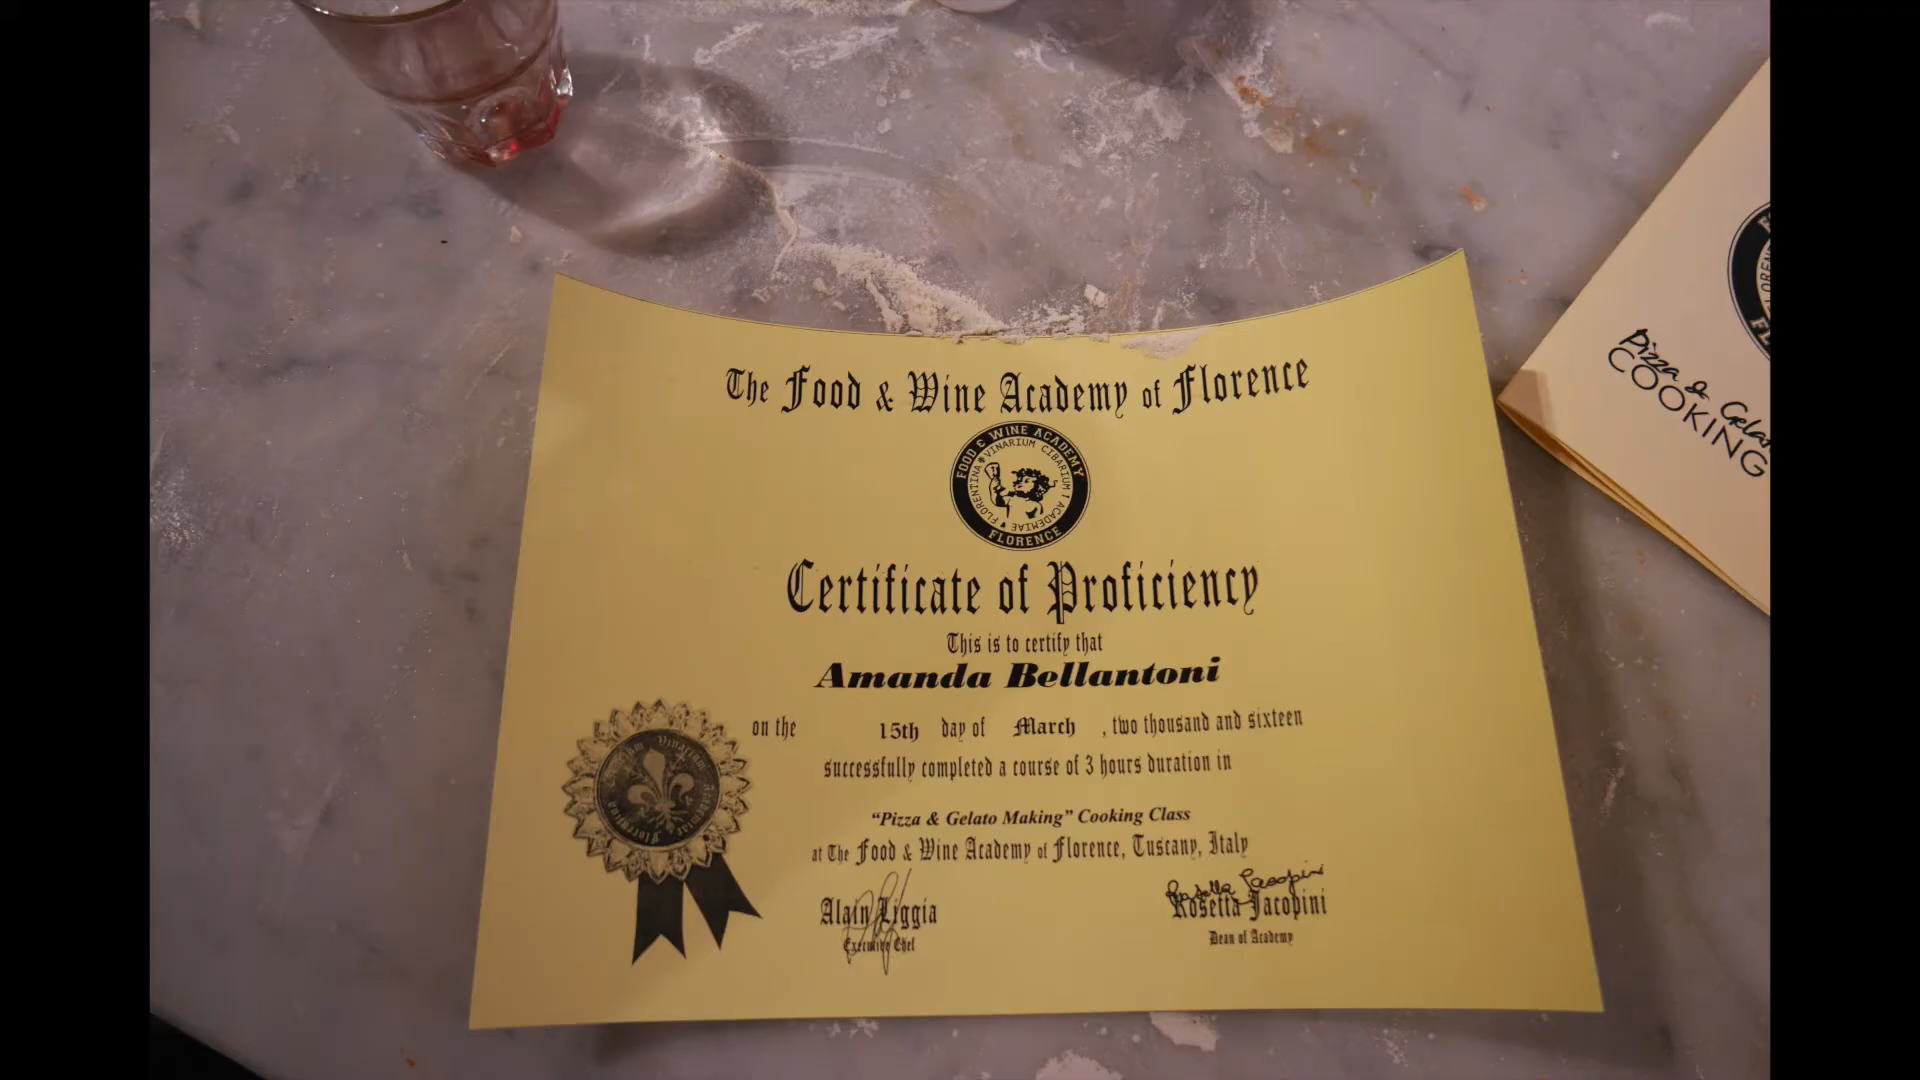 The Food & Wine Academy of Florence
FOOD & WINE ACADEMY
FLORENTINA VINARIUM CIBARIUM ACADEMIAE
FLORENCE
Certificate of Proficiency
This is to certify that
Amanda Bellantoni
on the 15th day of March , two thousand and sixteen
successfully completed a course of 3 hours duration in
“Pizza & Gelato Making” Cooking Class
at The Food & Wine Academy of Florence, Tuscany, Italy
Rosetta Jacopini
Alain Liggia
Rosetta Jacopini
Executive Chef
Dean of Academy
Pizza &
COOKING